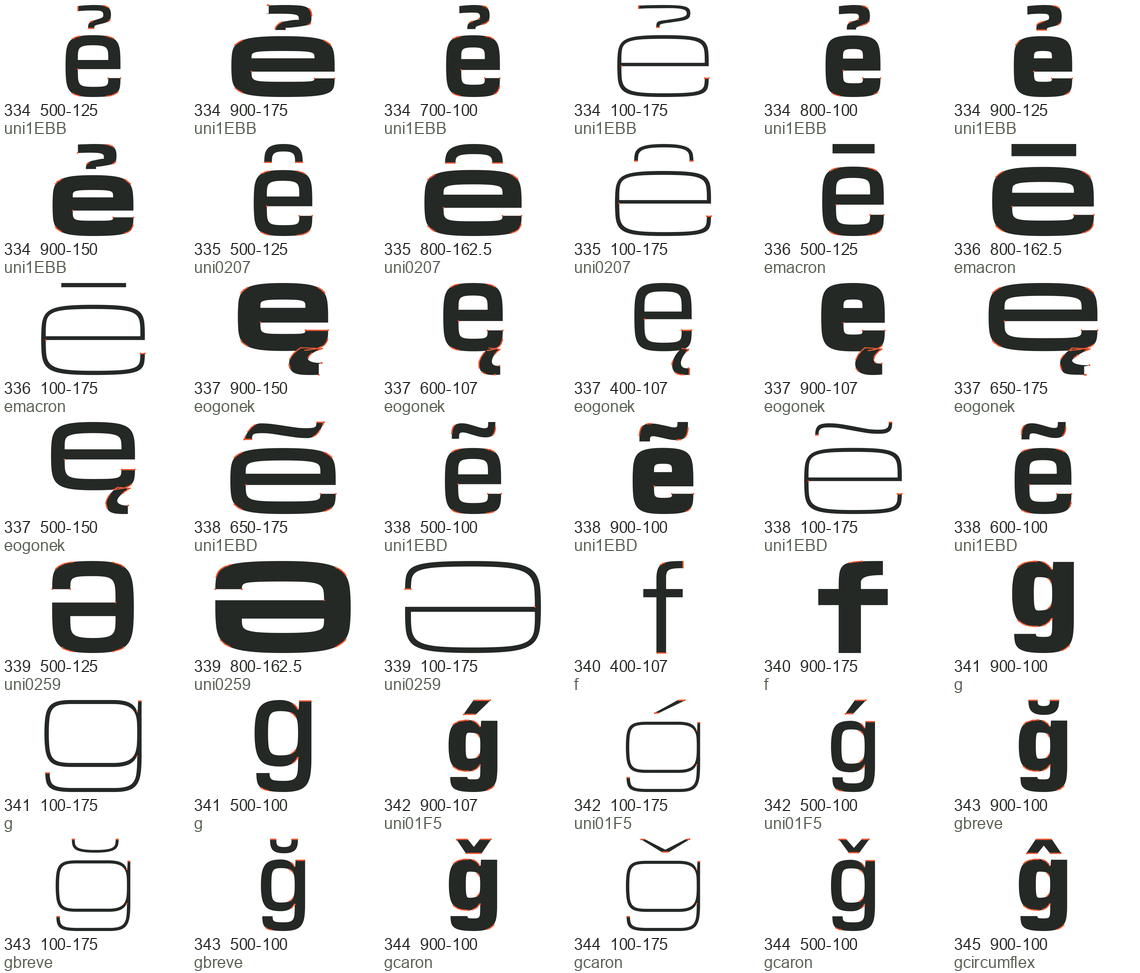 ẻ ẻ ẻ ẻ ẻ ẻ
334 500-125 334 900-175 334 700-100 334 100-175 334 800-100 334 900-125
uni1EBB uni1EBB uni1EBB uni1EBB uni1EBB uni1EBB
ẻ ȇ ȇ ȇ ē ē
334 900-150 335 500-125 335 800-162.5 335 100-175 336 500-125 336 800-162.5
uni1EBB uni0207 uni0207 uni0207 emacron emacron
ē ę ę ę ę ę
336 100-175 337 900-150 337 600-107 337 400-107 337 900-107 337 650-175
emacron eogonek eogonek eogonek eogonek eogonek
ę ẽ ẽ ẽ ẽ ẽ
337 500-150 338 650-175 338 500-100 338 900-100 338 100-175 338 600-100
eogonek uni1EBD uni1EBD uni1EBD uni1EBD uni1EBD
ə ə ə f f g
339 500-125 339 800-162.5 339 100-175 340 400-107 340 900-175 341 900-100
uni0259 uni0259 uni0259 f f g
g g ǵ ǵ ǵ ğ
341 100-175 341 500-100 342 900-107 342 100-175 342 500-100 343 900-100
g g uni01F5 uni01F5 uni01F5 gbreve
ğ ğ ǧ ǧ ǧ ĝ
343 100-175 343 500-100 344 900-100 344 100-175 344 500-100 345 900-100
gbreve gbreve gcaron gcaron gcaron gcircumflex